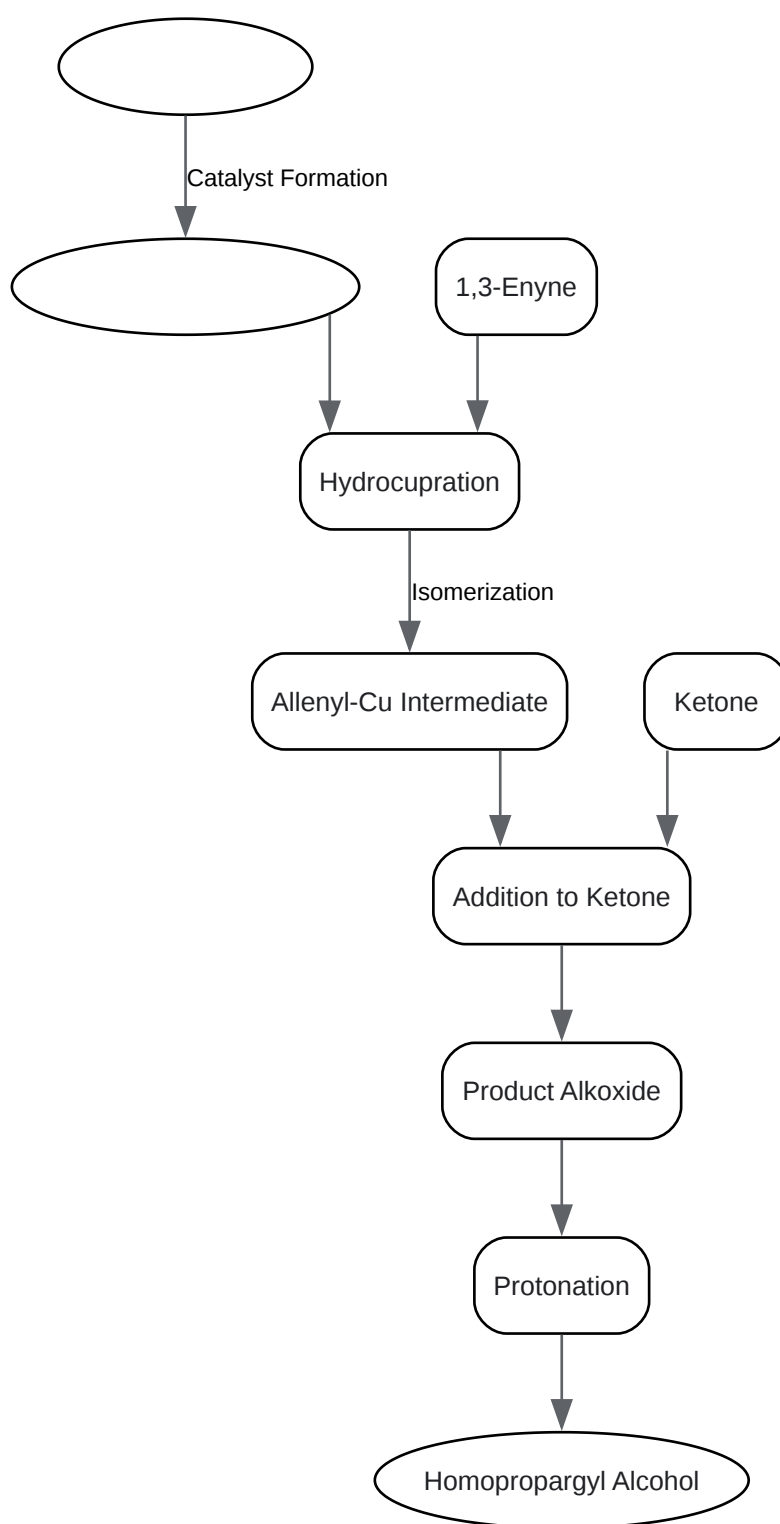 Catalyst Formation
1,3-Enyne
Hydrocupration
Isomerization
Allenyl-Cu Intermediate
Ketone
Addition to Ketone
Product Alkoxide
Protonation
Homopropargyl Alcohol